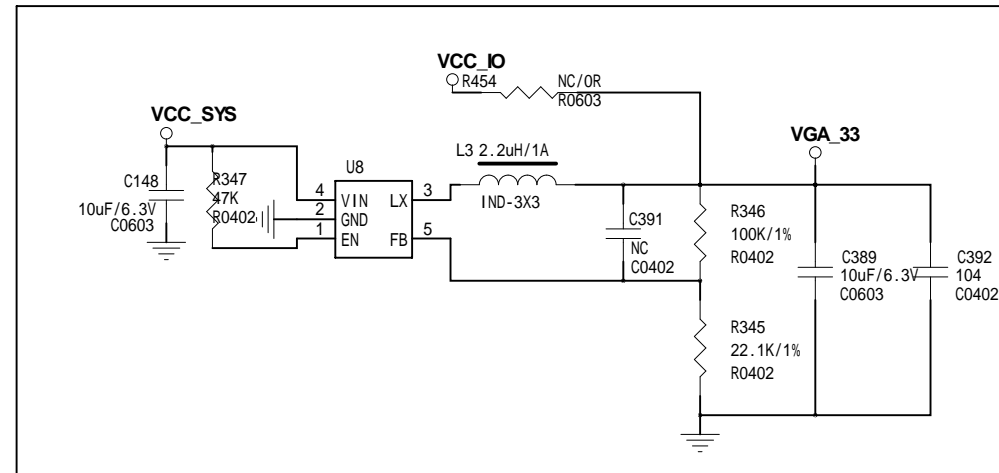 VCC_IO
R454
NC/0R
R0603
VCC_SYS
C148
10uF/6.3V
C0603
R347
47K
R0402
U8
4
2
1
VIN
GND
EN
LX
FB
3
5
L3 2.2uH/1A
IND-3X3
C391
NC
C0402
VGA_33
R346
100K/1%
R0402
R345
22.1K/1%
R0402
C389
10uF/6.3V
C0603
C392
104
C0402